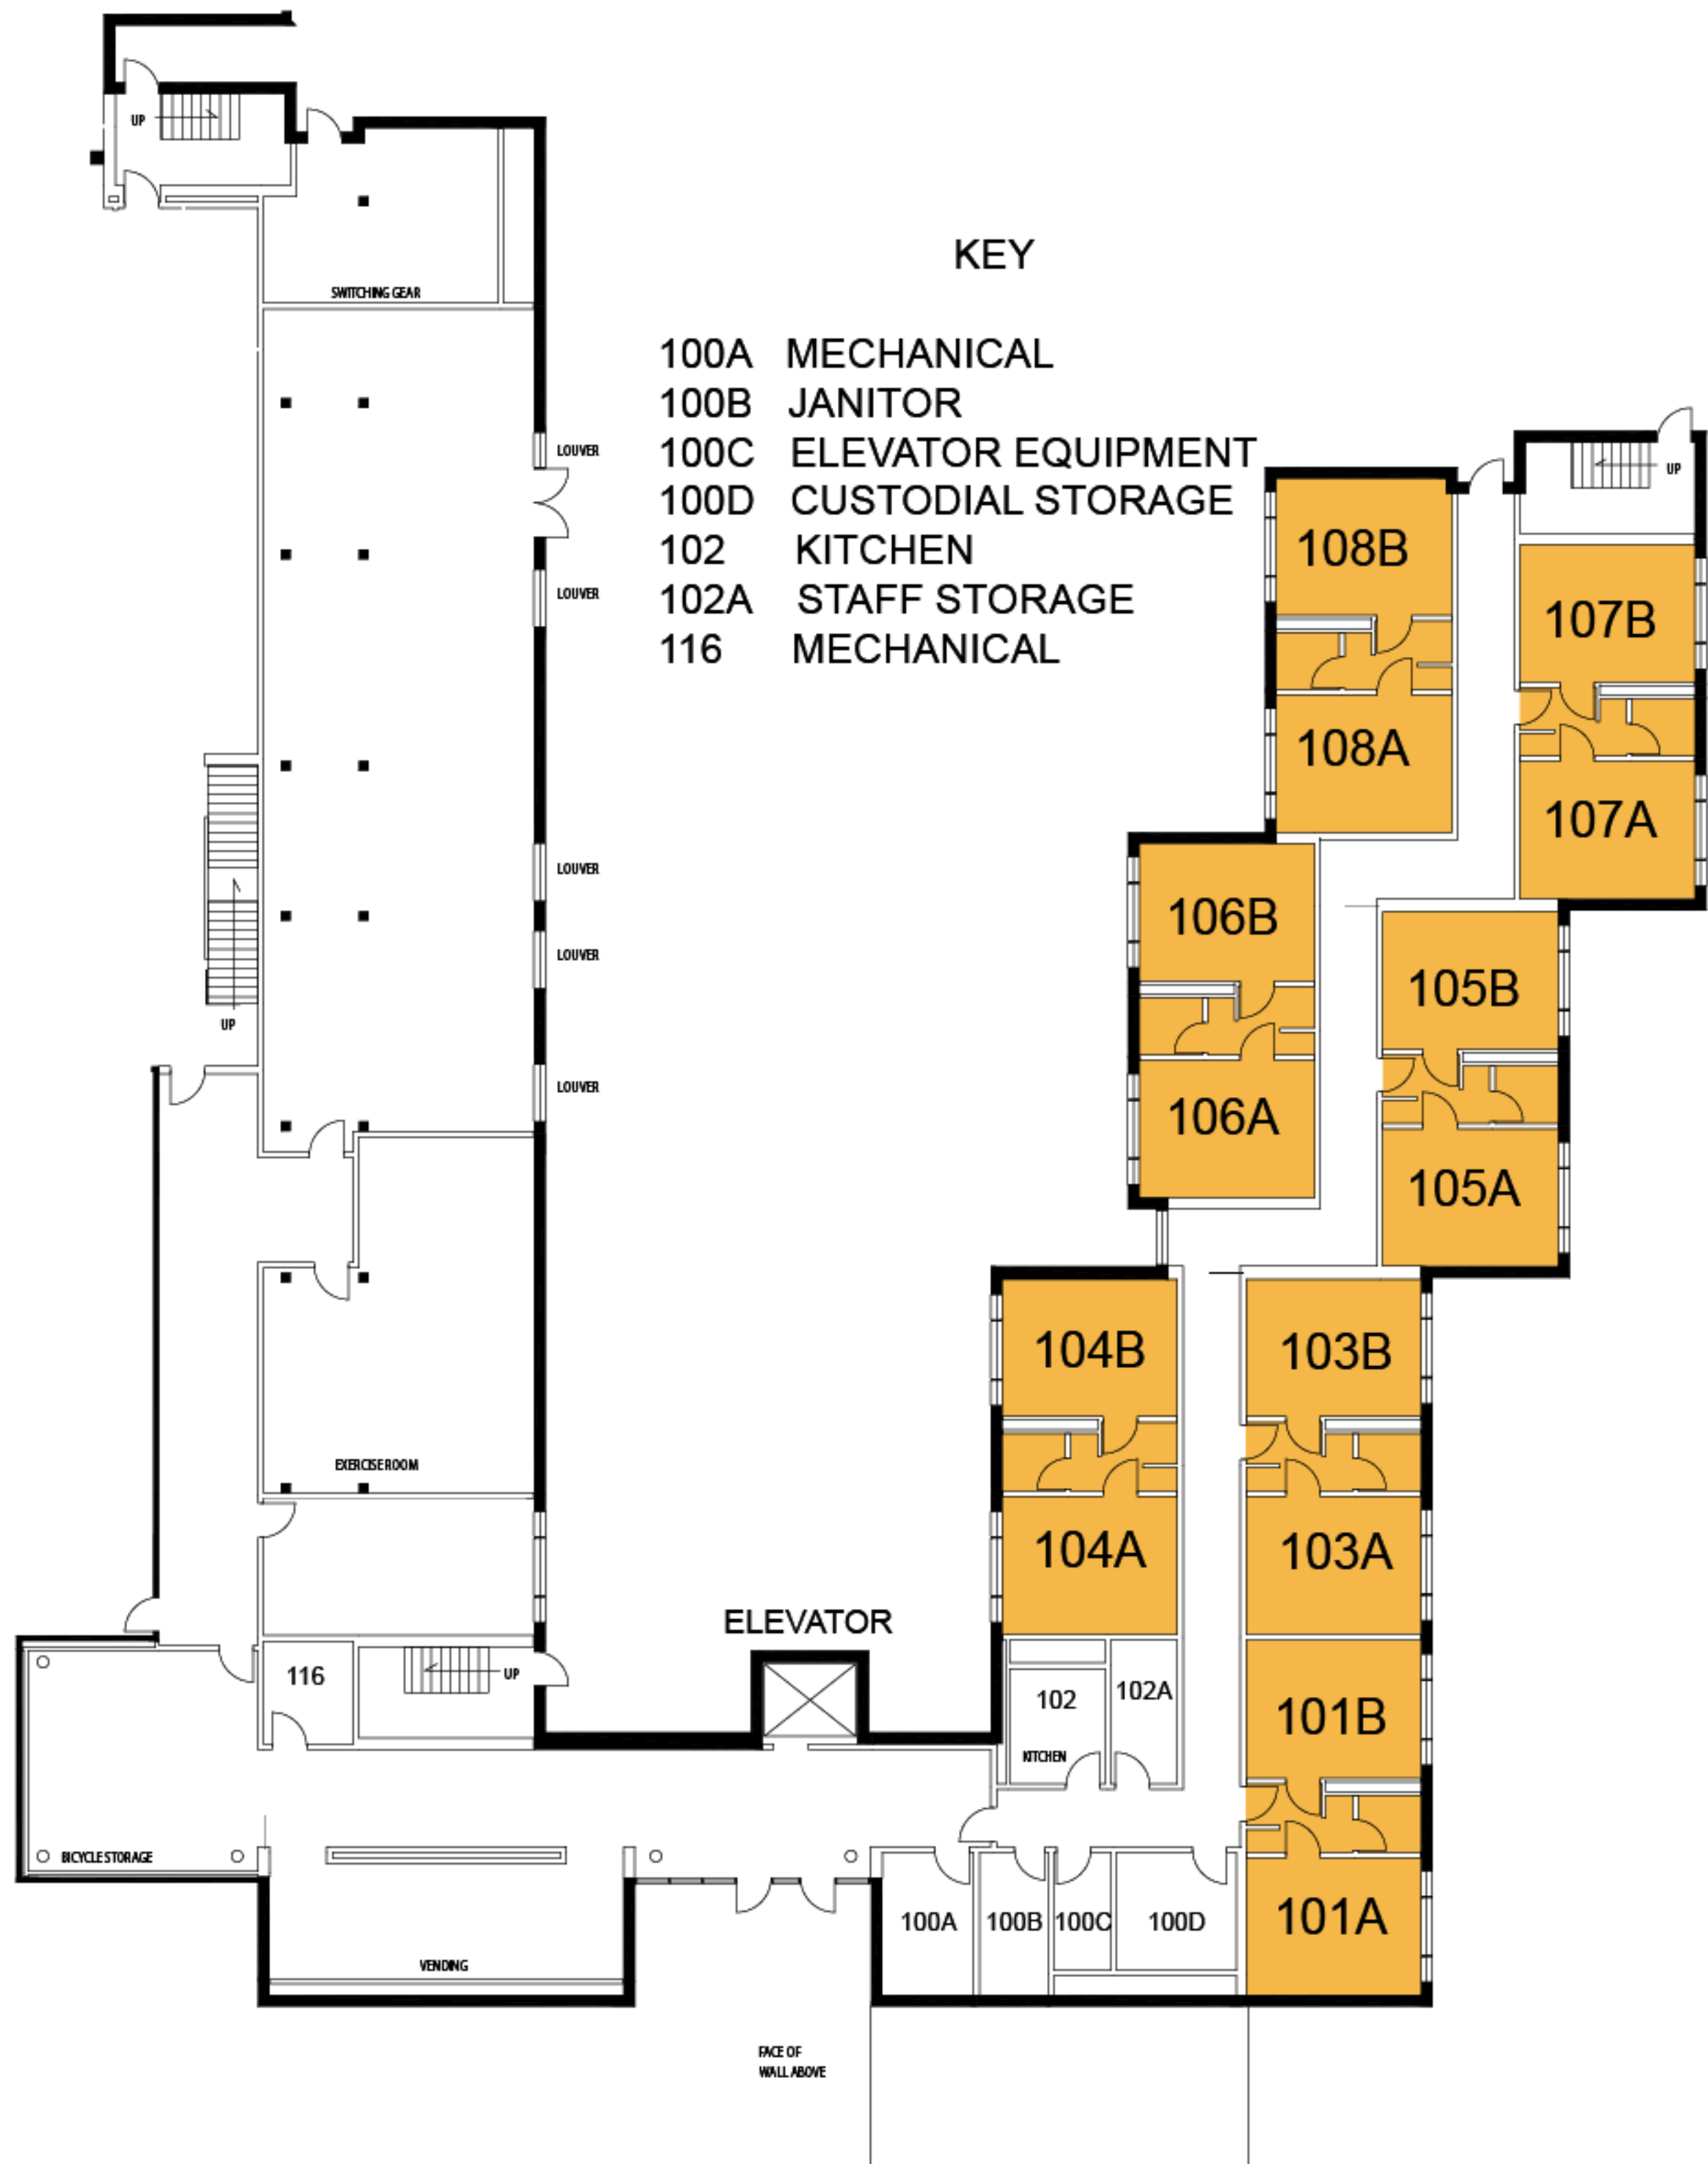 UP
SWITCHING GEAR
KEY
100A MECHANICAL
100B JANITOR
100C ELEVATOR EQUIPMENT
100D CUSTODIAL STORAGE
102 KITCHEN
102A STAFF STORAGE
116 MECHANICAL
LOUVER
LOUVER
LOUVER
LOUVER
LOUVER
UP
UP
108B
107B
108A
107A
106B
105B
106A
105A
104B
103B
104A
103A
EXERCISE ROOM
ELEVATOR
116
UP
102
102A
KITCHEN
101B
BICYCLE STORAGE
100A
100B
100C
100D
101A
VENDING
FACE OF
WALL ABOVE